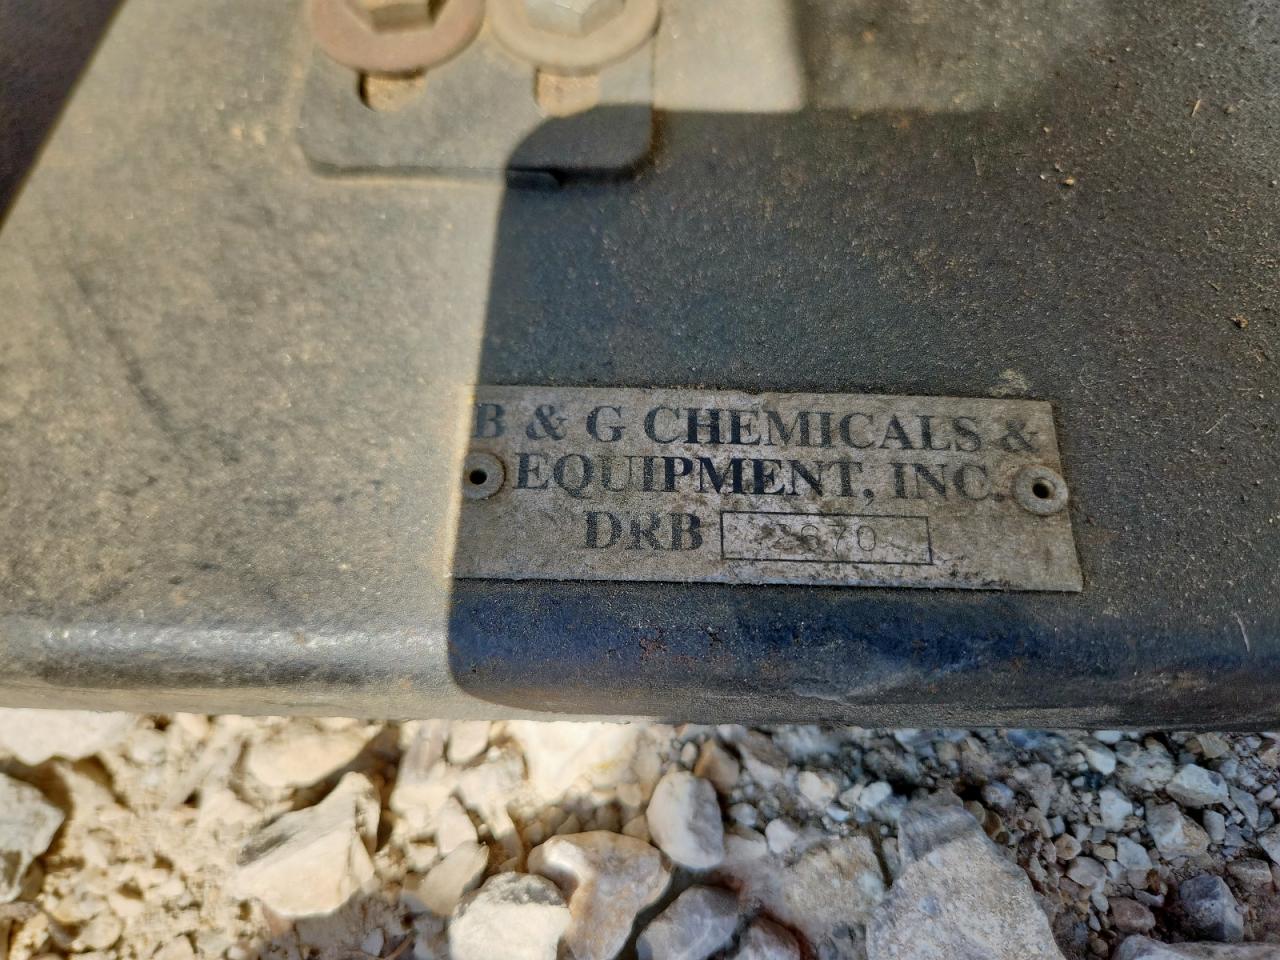 B & G CHEMICALS &
EQUIPMENT, INC.
DRB